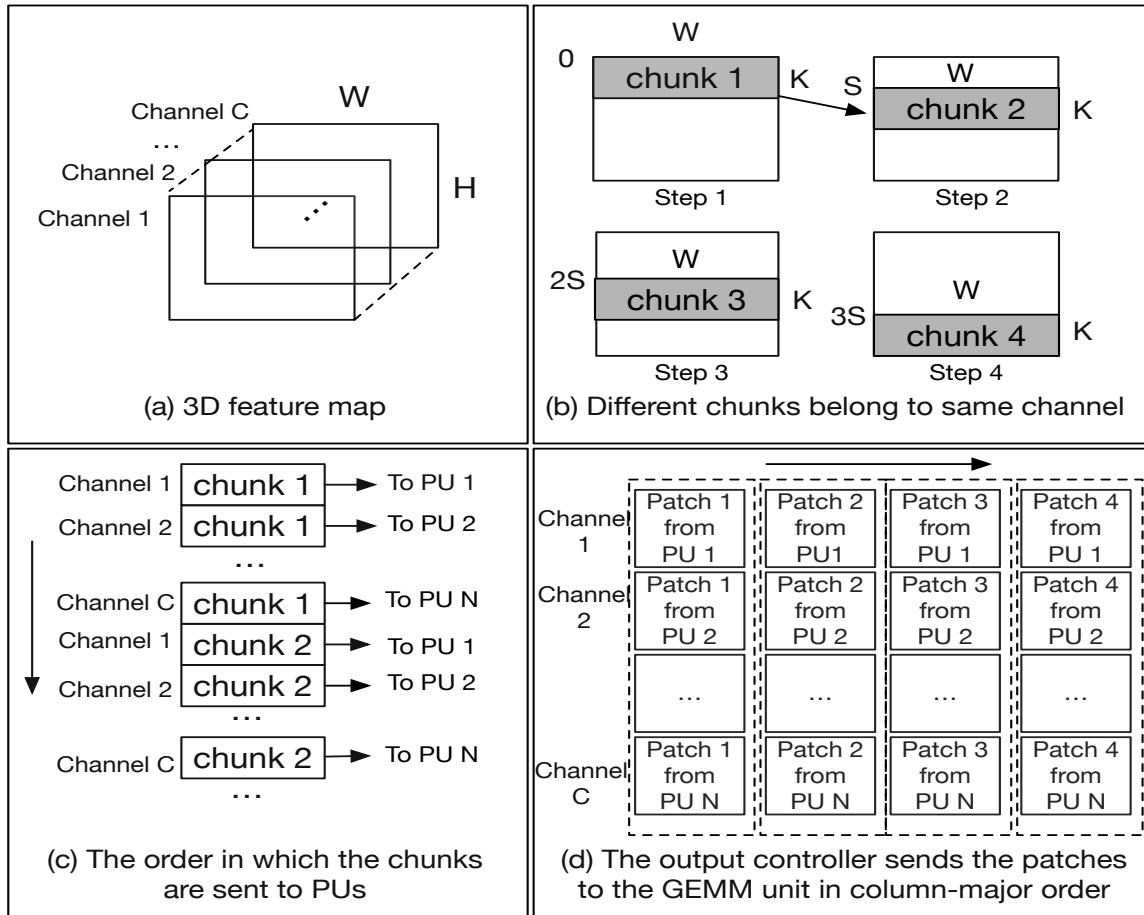 W
Channel C
...
Channel 2
Channel 1
H
...
(a) 3D feature map
W
0
chunk 1
K
Step 1
W
S
chunk 2
K
Step 2
W
2S
chunk 3
K
Step 3
W
3S
chunk 4
K
Step 4
(b) Different chunks belong to same channel
Channel 1 chunk 1 To PU 1
Channel 2 chunk 1 To PU 2
...
Channel C chunk 1 To PU N
Channel 1 chunk 2 To PU 1
Channel 2 chunk 2 To PU 2
...
Channel C chunk 2 To PU N
...
(c) The order in which the chunks
are sent to PUs
Channel
1
Patch 1
from
PU 1
Patch 2
from
PU1
Patch 3
from
PU 1
Patch 4
from
PU 1
Channel
2
Patch 1
from
PU 2
Patch 2
from
PU 2
Patch 3
from
PU 2
Patch 4
from
PU 2
...
...
...
...
Channel
C
Patch 1
from
PU N
Patch 2
from
PU N
Patch 3
from
PU N
Patch 4
from
PU N
(d) The output controller sends the patches
to the GEMM unit in column-major order